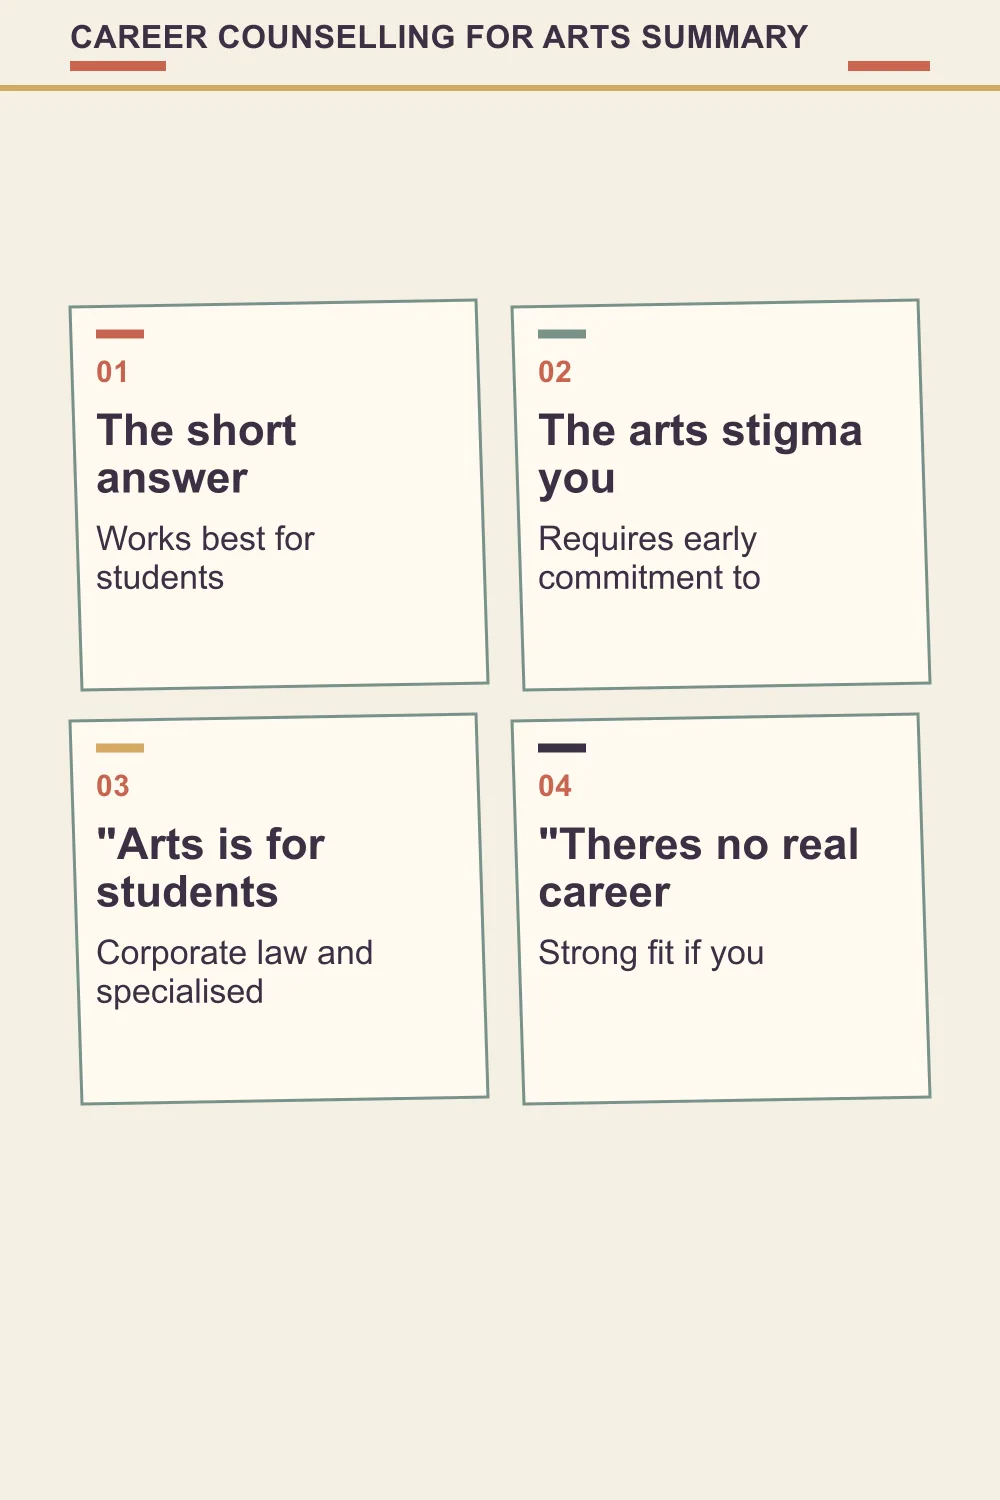 CAREER COUNSELLING FOR ARTS SUMMARY
01
The short
answer
Works best for
students
02
The arts stigma
you
Requires early
commitment to
03
"Arts is for
students
Corporate law and
specialised
04
"Theres no real
career
Strong fit if you